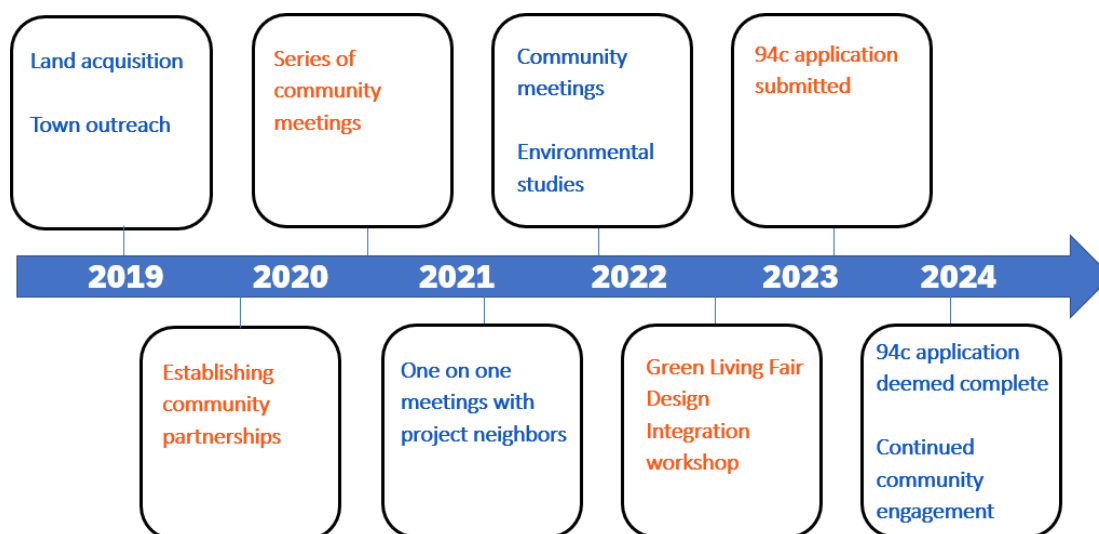 Land acquisition
Town outreach
Series of
community
meetings
Community
meetings
Environmental
studies
94c application
submitted
2019
2020
2021
2022
2023
2024
Establishing
community
partnerships
One on one
meetings with
project neighbors
Green Living Fair
Design
Integration
workshop
94c application
deemed complete
Continued
community
engagement